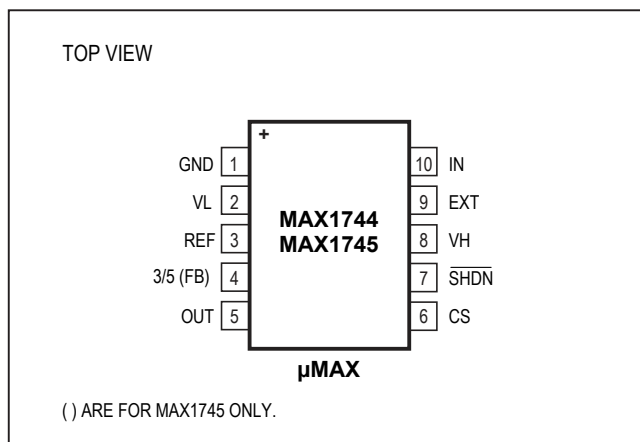 TOP VIEW
+
GND 1 10 IN
VL 2 9 EXT
MAX1744
REF 3 8 VH
MAX1745
3/5 (FB) 4 7 SHDN
OUT 5 6 CS
µMAX
( ) ARE FOR MAX1745 ONLY.